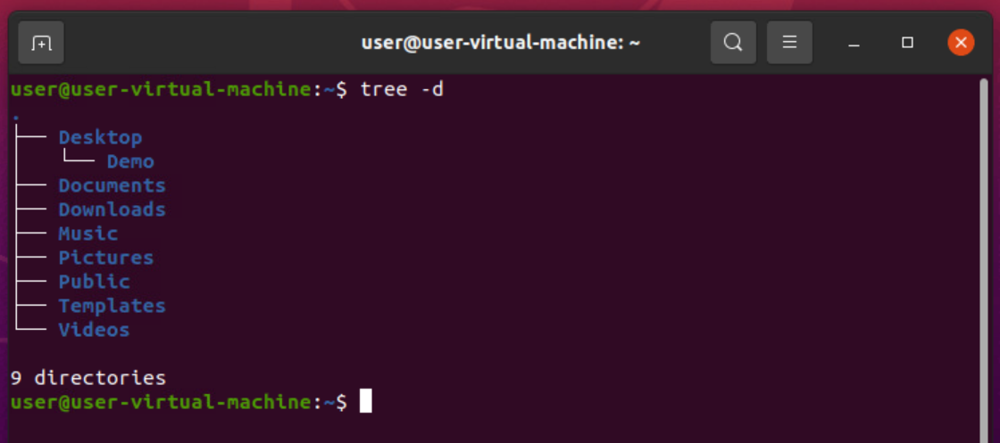 user@user-virtual-machine: ~
user@user-virtual-machine:~$ tree -d
.
├── Desktop
│   └── Demo
├── Documents
├── Downloads
├── Music
├── Pictures
├── Public
├── Templates
└── Videos
9 directories
user@user-virtual-machine:~$